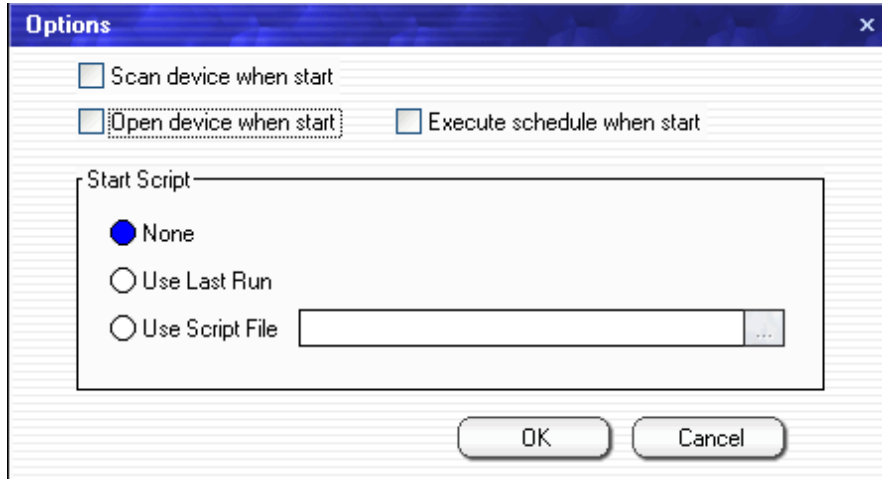 Options
Scan device when start
Open device when start Execute schedule when start
Start Script
None
Use Last Run
Use Script File ...
OK Cancel